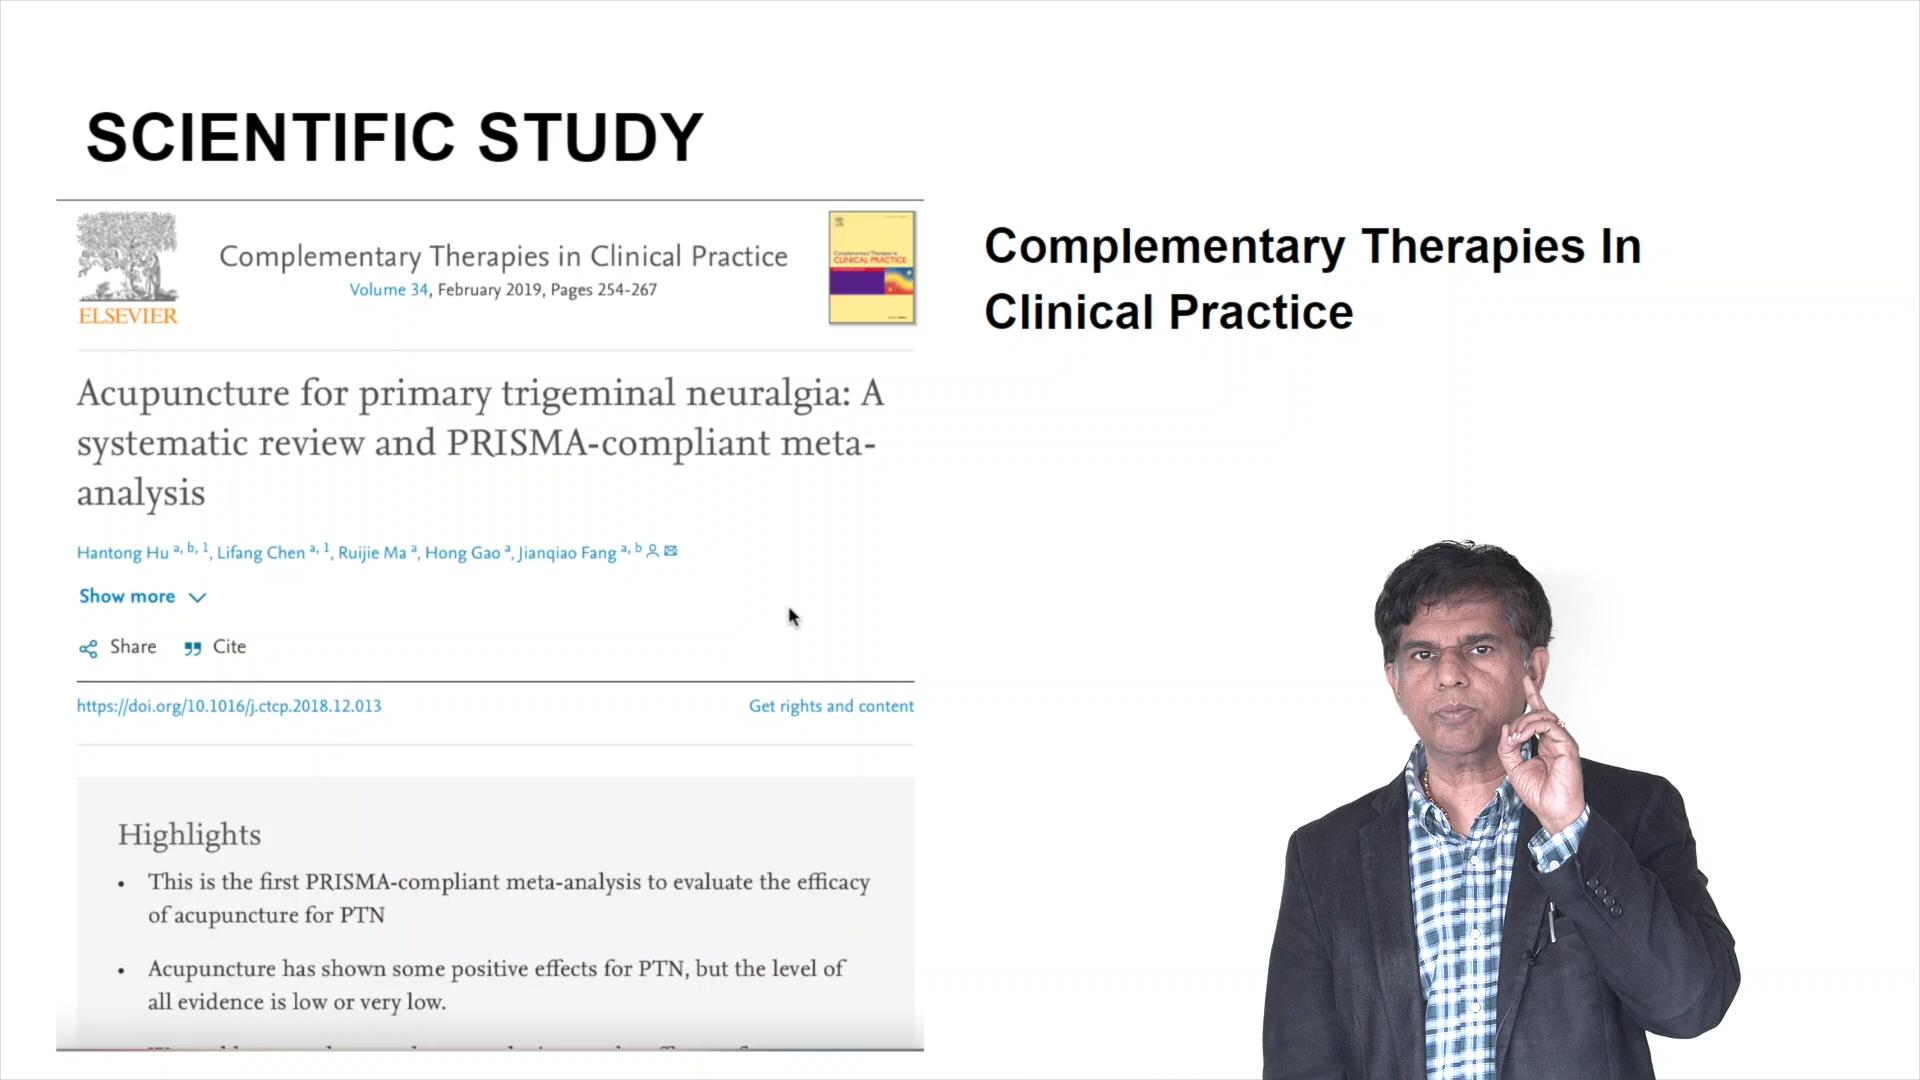 SCIENTIFIC STUDY
ELSEVIER
Complementary Therapies in Clinical Practice
Volume 34, February 2019, Pages 254-267
Complementary Therapies in
CLINICAL PRACTICE
Complementary Therapies In
Clinical Practice
Acupuncture for primary trigeminal neuralgia: A
systematic review and PRISMA-compliant meta-
analysis
Hantong Hu a, b, 1, Lifang Chen a, 1, Ruijie Ma a, Hong Gao a, Jianqiao Fang a, b
Show more
Share Cite
https://doi.org/10.1016/j.ctcp.2018.12.013 Get rights and content
Highlights
• This is the first PRISMA-compliant meta-analysis to evaluate the efficacy
of acupuncture for PTN
• Acupuncture has shown some positive effects for PTN, but the level of
all evidence is low or very low.